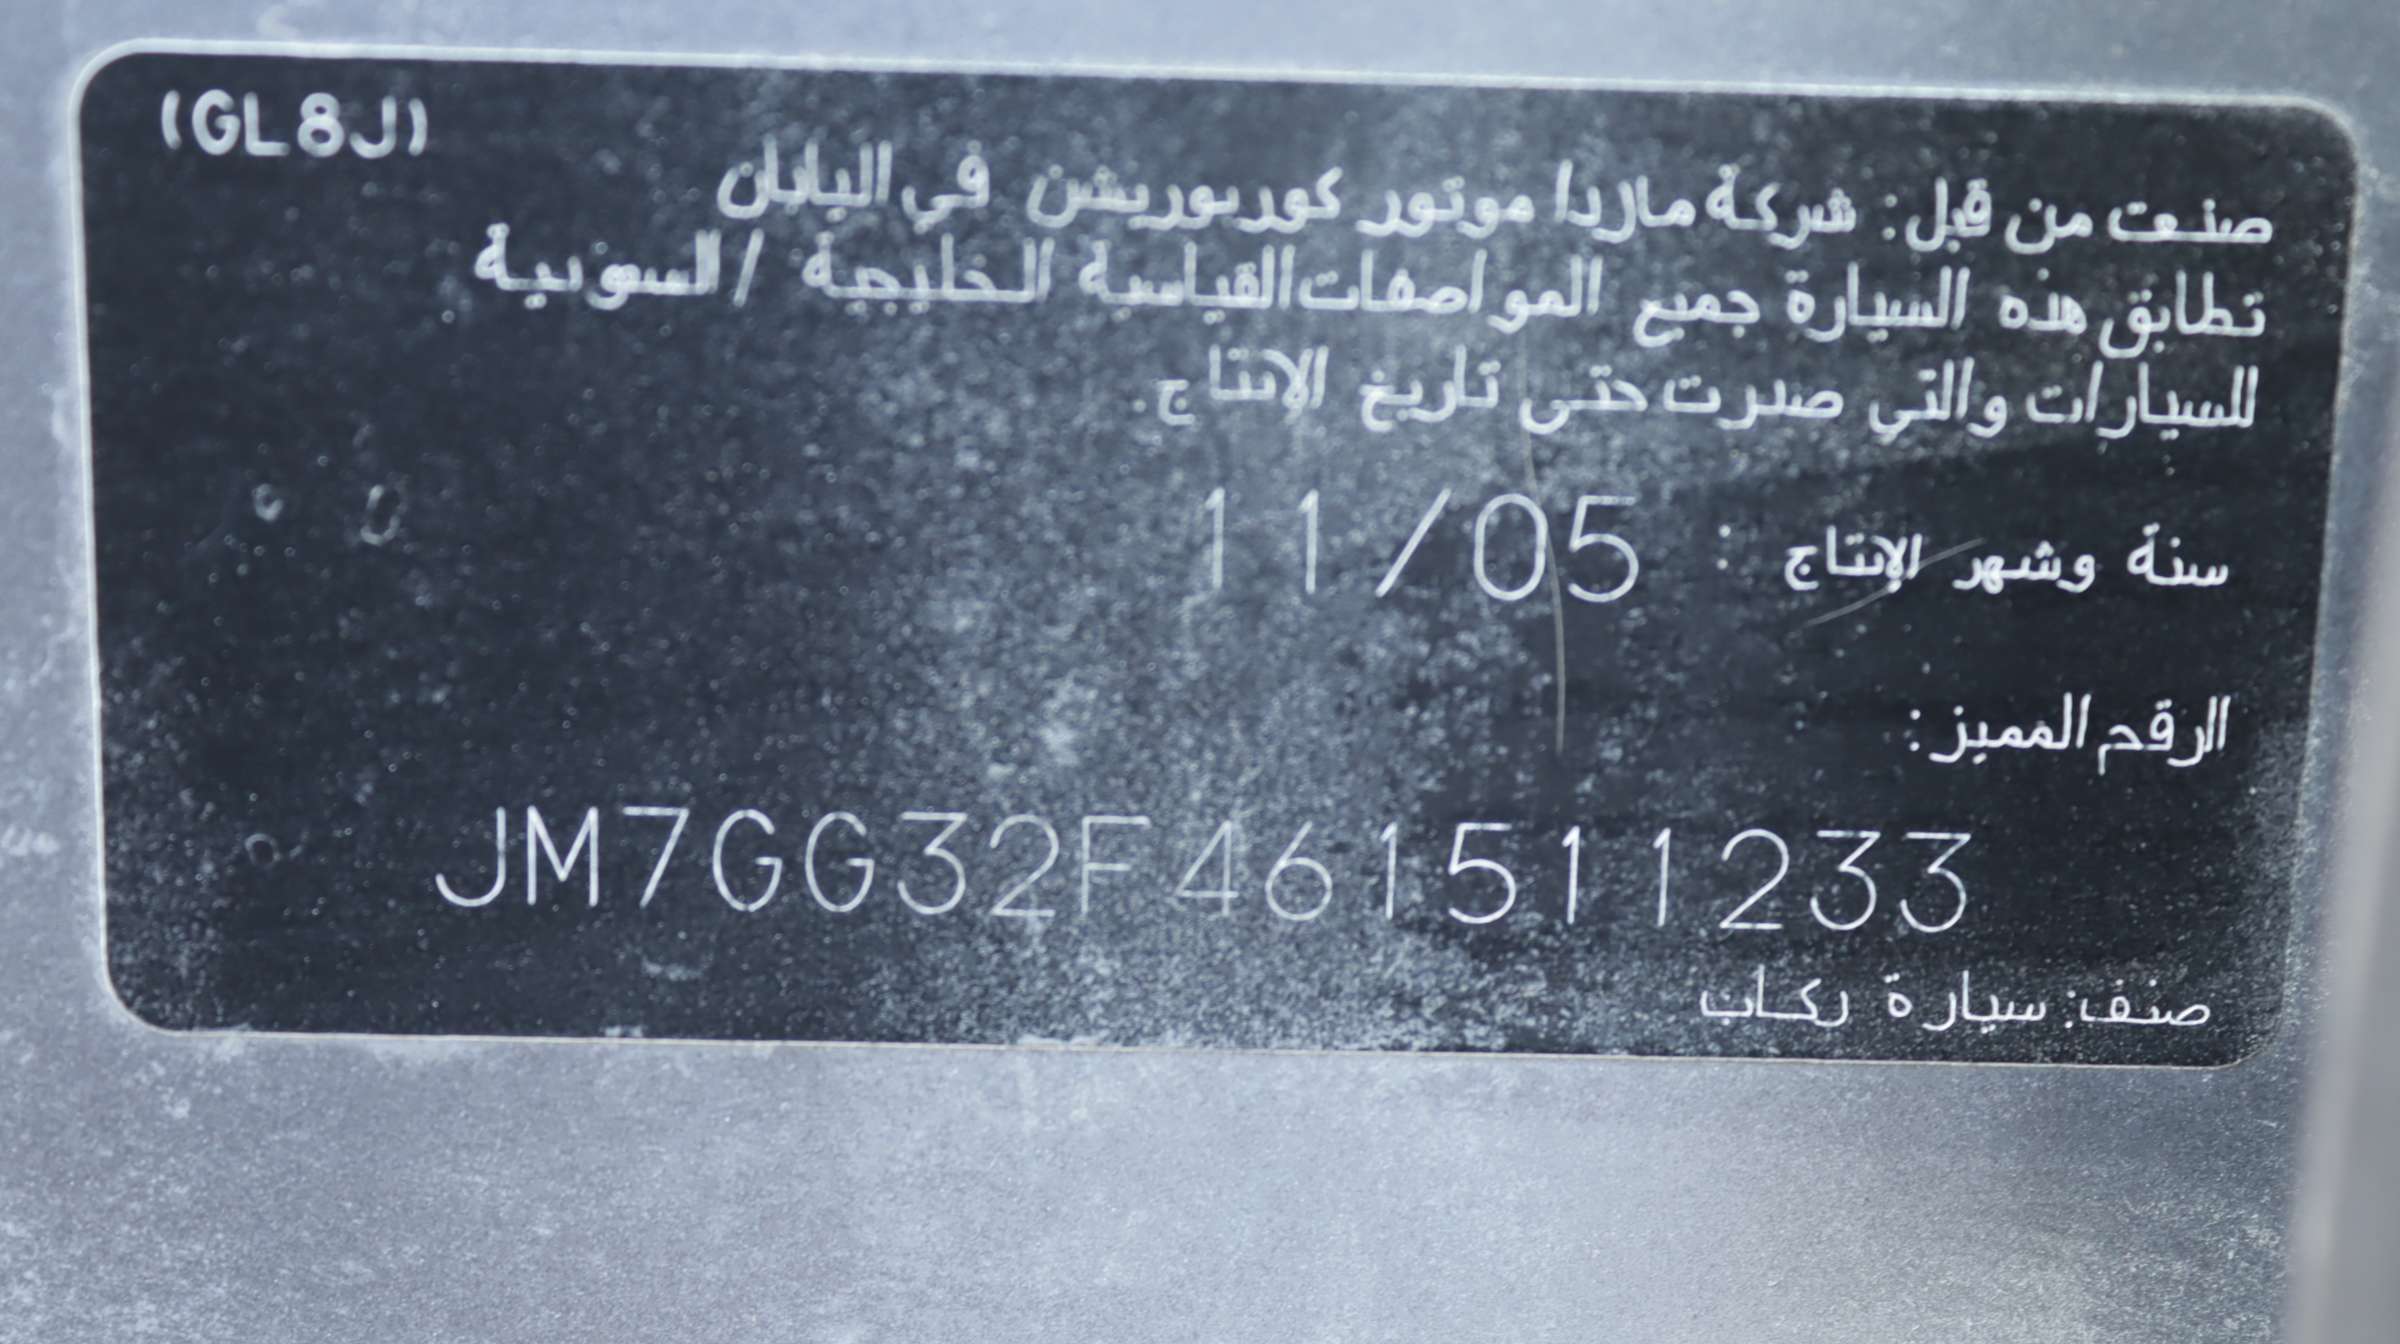 (GL8J)
صنعت من قبل: شركة مازدا موتور كوربوريشن في اليابان
تطابق هذه السيارة جميع المواصفات القياسية الخليجية / السعودية
للسيارات والتي صدرت حتى تاريخ الإنتاج.
سنة وشهر الإنتاج : 11/05
الرقم المميز:
JM7GG32F461511233
صنف: سيارة ركاب